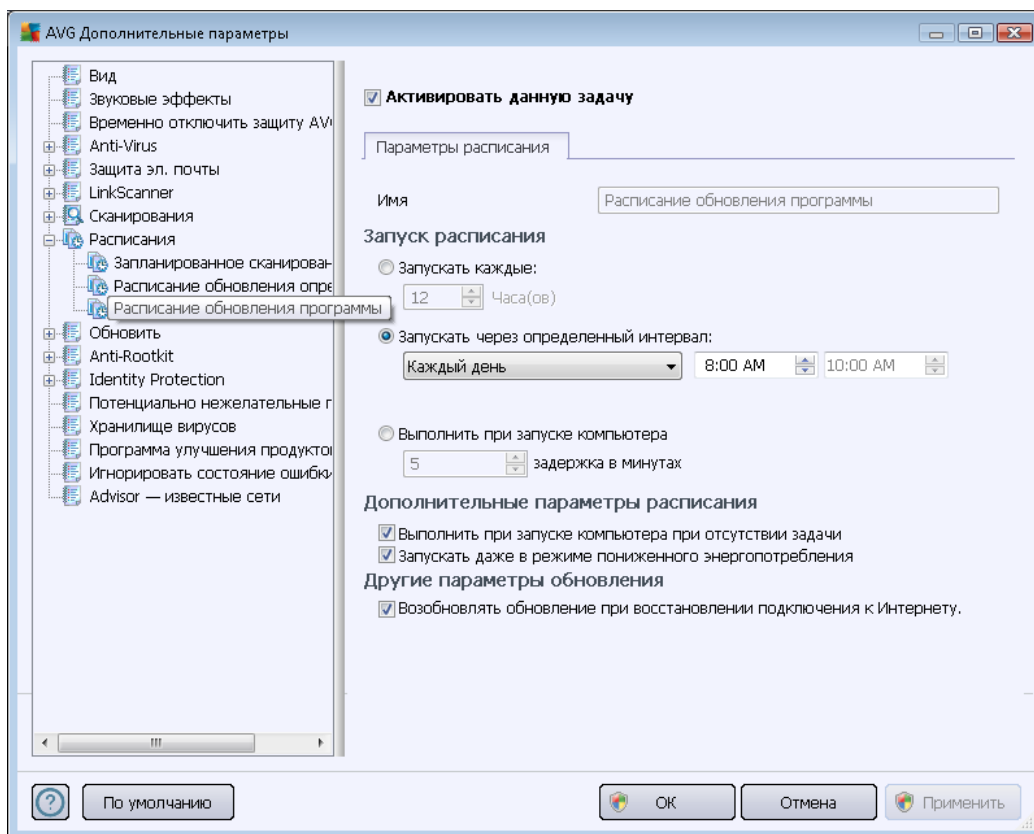 AVG Дополнительные параметры
Вид
Звуковые эффекты
Временно отключить защиту AV
Anti-Virus
Защита эл. почты
LinkScanner
Сканирования
Расписания
Запланированное сканирован
Расписание обновления опре
Расписание обновления программы
Обновить
Anti-Rootkit
Identity Protection
Потенциально нежелательные г
Хранилище вирусов
Программа улучшения продукто
Игнорировать состояние ошибки
Advisor — известные сети
Активировать данную задачу
Параметры расписания
Имя
Расписание обновления программы
Запуск расписания
Запускать каждые:
12 Часа(ов)
Запускать через определенный интервал:
Каждый день 8:00 AM 10:00 AM
Выполнить при запуске компьютера
5 задержка в минутах
Дополнительные параметры расписания
Выполнить при запуске компьютера при отсутствии задачи
Запускать даже в режиме пониженного энергопотребления
Другие параметры обновления
Возобновлять обновление при восстановлении подключения к Интернету.
По умолчанию
ОК
Отмена
Применить